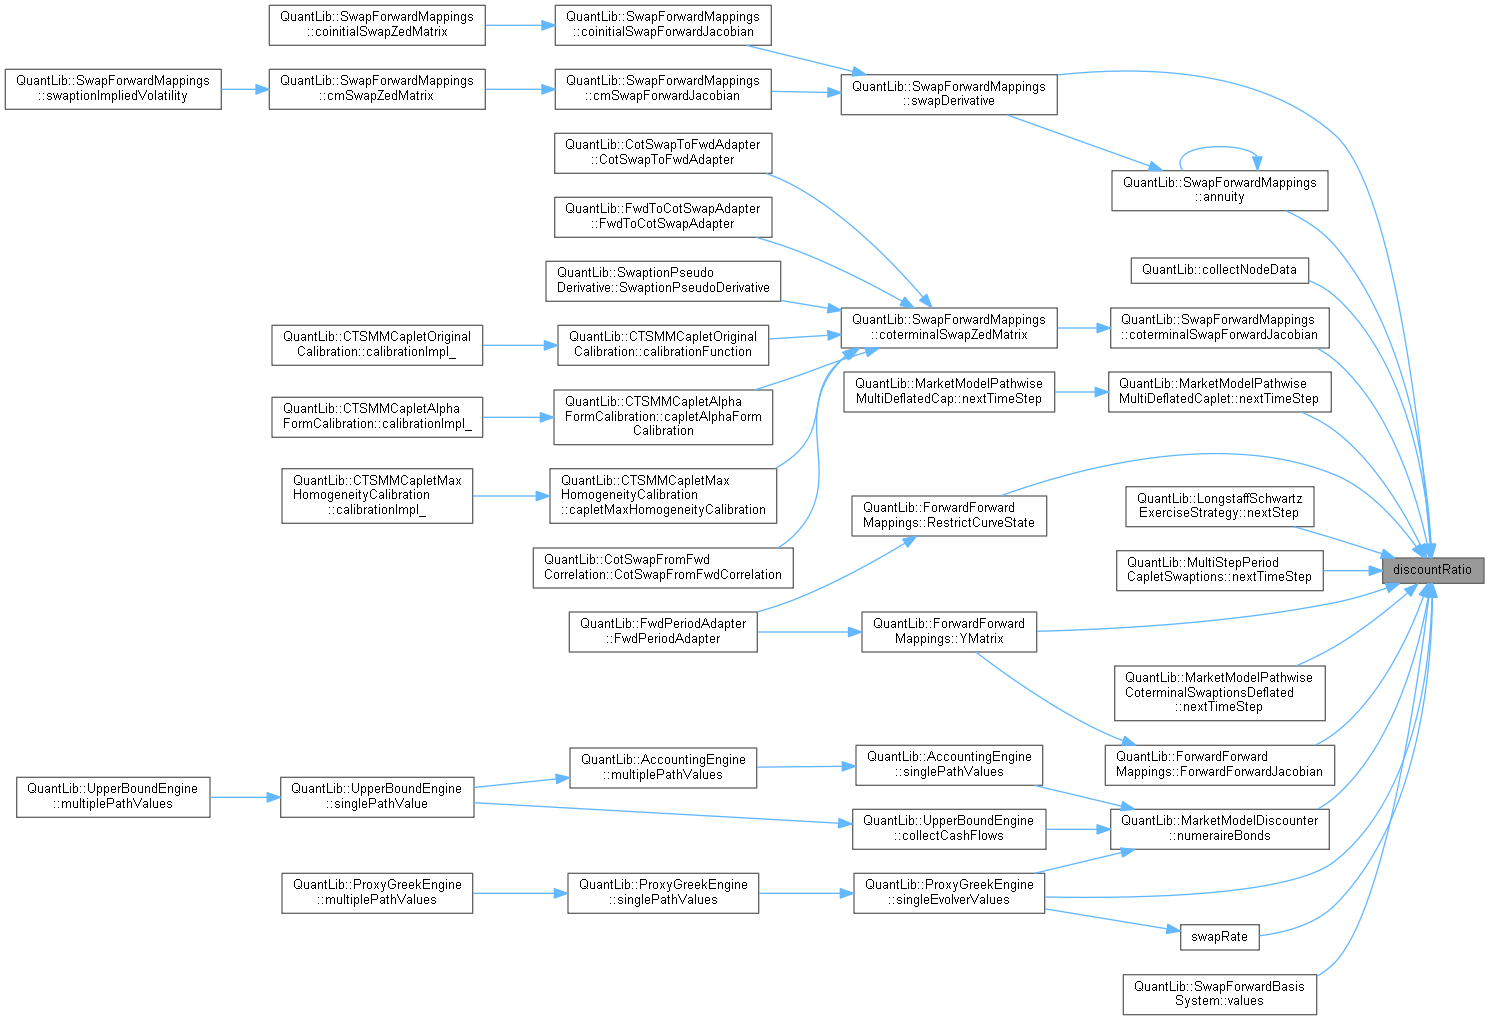 QuantLib::SwapForwardMappings
::coinitialSwapZedMatrix
QuantLib::SwapForwardMappings
::coinitialSwapForwardJacobian
QuantLib::SwapForwardMappings
::swaptionImpliedVolatility
QuantLib::SwapForwardMappings
::cmSwapZedMatrix
QuantLib::SwapForwardMappings
::cmSwapForwardJacobian
QuantLib::SwapForwardMappings
::swapDerivative
QuantLib::CotSwapToFwdAdapter
::CotSwapToFwdAdapter
QuantLib::SwapForwardMappings
::annuity
QuantLib::FwdToCotSwapAdapter
::FwdToCotSwapAdapter
QuantLib::collectNodeData
QuantLib::SwaptionPseudo
Derivative::SwaptionPseudoDerivative
QuantLib::SwapForwardMappings
::coterminalSwapZedMatrix
QuantLib::SwapForwardMappings
::coterminalSwapForwardJacobian
QuantLib::CTSMMCapletOriginal
Calibration::calibrationImpl_
QuantLib::CTSMMCapletOriginal
Calibration::calibrationFunction
QuantLib::MarketModelPathwise
MultiDeflatedCap::nextTimeStep
QuantLib::MarketModelPathwise
MultiDeflatedCaplet::nextTimeStep
QuantLib::CTSMMCapletAlpha
FormCalibration::calibrationImpl_
QuantLib::CTSMMCapletAlpha
FormCalibration::capletAlphaForm
Calibration
QuantLib::CTSMMCapletMax
HomogeneityCalibration
::calibrationImpl_
QuantLib::CTSMMCapletMax
HomogeneityCalibration
::capletMaxHomogeneityCalibration
QuantLib::ForwardForward
Mappings::RestrictCurveState
QuantLib::LongstaffSchwartz
ExerciseStrategy::nextStep
QuantLib::CotSwapFromFwd
Correlation::CotSwapFromFwdCorrelation
QuantLib::MultiStepPeriod
CapletSwaptions::nextTimeStep
discountRatio
QuantLib::FwdPeriodAdapter
::FwdPeriodAdapter
QuantLib::ForwardForward
Mappings::YMatrix
QuantLib::MarketModelPathwise
CoterminalSwaptionsDeflated
::nextTimeStep
QuantLib::ForwardForward
Mappings::ForwardForwardJacobian
QuantLib::UpperBoundEngine
::multiplePathValues
QuantLib::UpperBoundEngine
::singlePathValue
QuantLib::AccountingEngine
::multiplePathValues
QuantLib::AccountingEngine
::singlePathValues
QuantLib::UpperBoundEngine
::collectCashFlows
QuantLib::MarketModelDiscounter
::numeraireBonds
QuantLib::ProxyGreekEngine
::multiplePathValues
QuantLib::ProxyGreekEngine
::singlePathValues
QuantLib::ProxyGreekEngine
::singleEvolverValues
swapRate
QuantLib::SwapForwardBasis
System::values